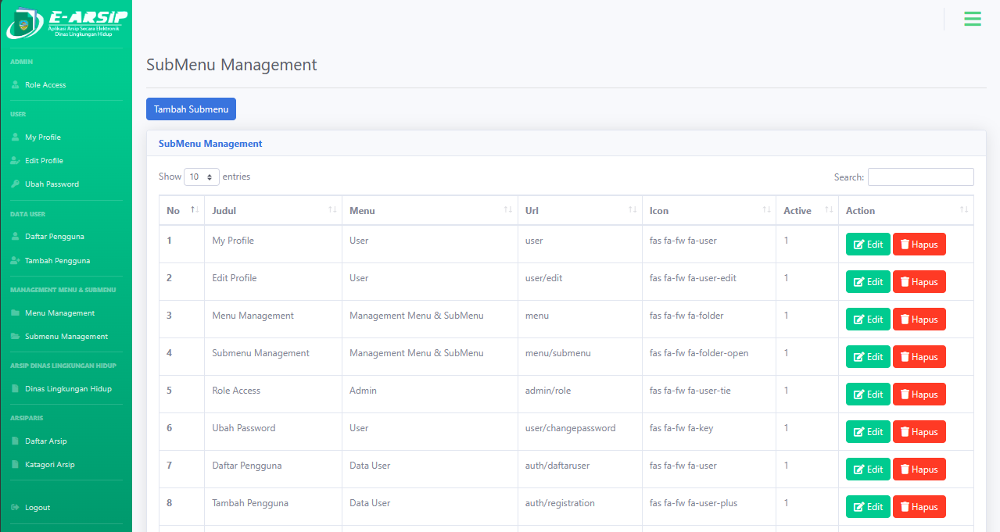 E-ARSIP
Aplikasi Arsip Secara Elektronik
Dinas Lingkungan Hidup
ADMIN
Role Access
USER
My Profile
Edit Profile
Ubah Password
DATA USER
Daftar Pengguna
Tambah Pengguna
MANAGEMENT MENU & SUBMENU
Menu Management
Submenu Management
ARSIP DINAS LINGKUNGAN HIDUP
Dinas Lingkungan Hidup
ARSIPARIS
Daftar Arsip
Katagori Arsip
Logout
SubMenu Management
Tambah Submenu
SubMenu Management
Show 10 entries Search:
No Judul Menu Url Icon Active Action
1 My Profile User user fas fa-fw fa-user 1 Edit Hapus
2 Edit Profile User user/edit fas fa-fw fa-user-edit 1 Edit Hapus
3 Menu Management Management Menu & SubMenu menu fas fa-fw fa-folder 1 Edit Hapus
4 Submenu Management Management Menu & SubMenu menu/submenu fas fa-fw fa-folder-open 1 Edit Hapus
5 Role Access Admin admin/role fas fa-fw fa-user-tie 1 Edit Hapus
6 Ubah Password User user/changepassword fas fa-fw fa-key 1 Edit Hapus
7 Daftar Pengguna Data User auth/daftaruser fas fa-fw fa-user 1 Edit Hapus
8 Tambah Pengguna Data User auth/registration fas fa-fw fa-user-plus 1 Edit Hapus